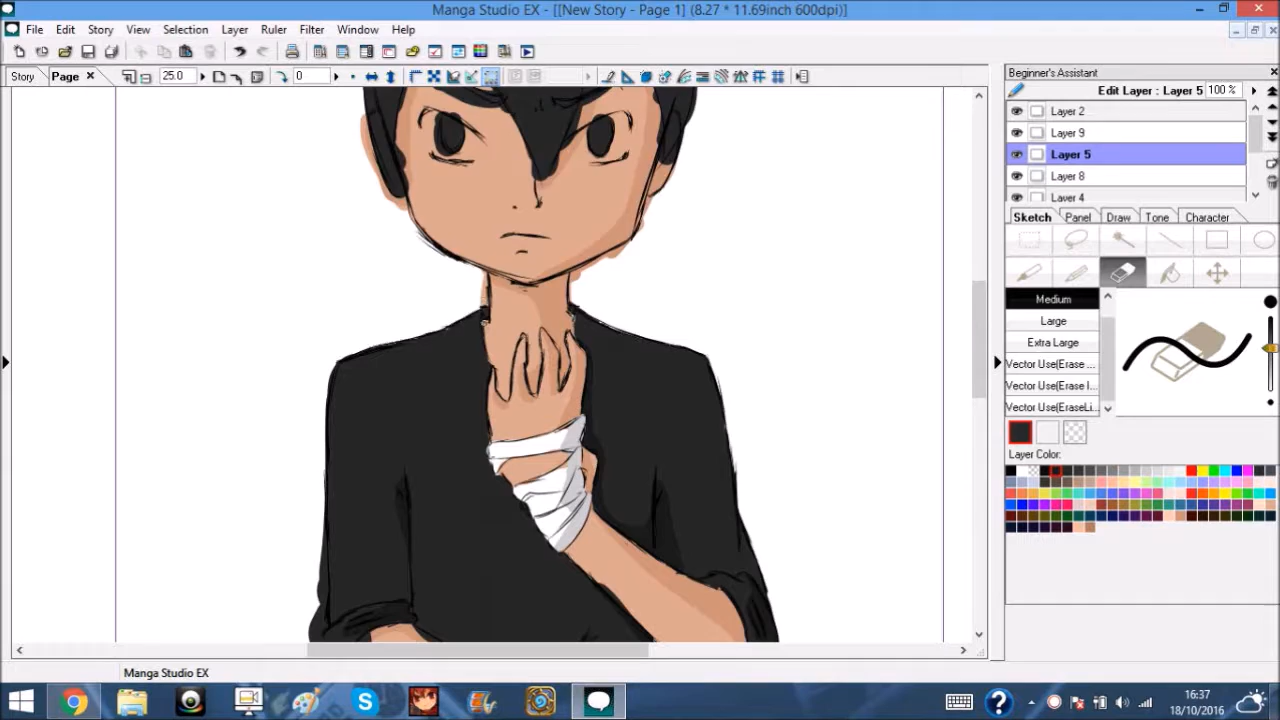 Manga Studio EX - [[New Story - Page 1] (8.27 * 11.69inch 600dpi)]
File Edit Story View Selection Layer Ruler Filter Window Help
Story Page 25.0 0
Beginner's Assistant
Edit Layer : Layer 5 100 %
Layer 2
Layer 9
Layer 5
Layer 8
Layer 4
Sketch Panel Draw Tone Character
Medium
Large
Extra Large
Vector Use(Erase ...
Vector Use(Erase I...
Vector Use(EraseLi...
Layer Color:
Manga Studio EX
16:37
18/10/2016